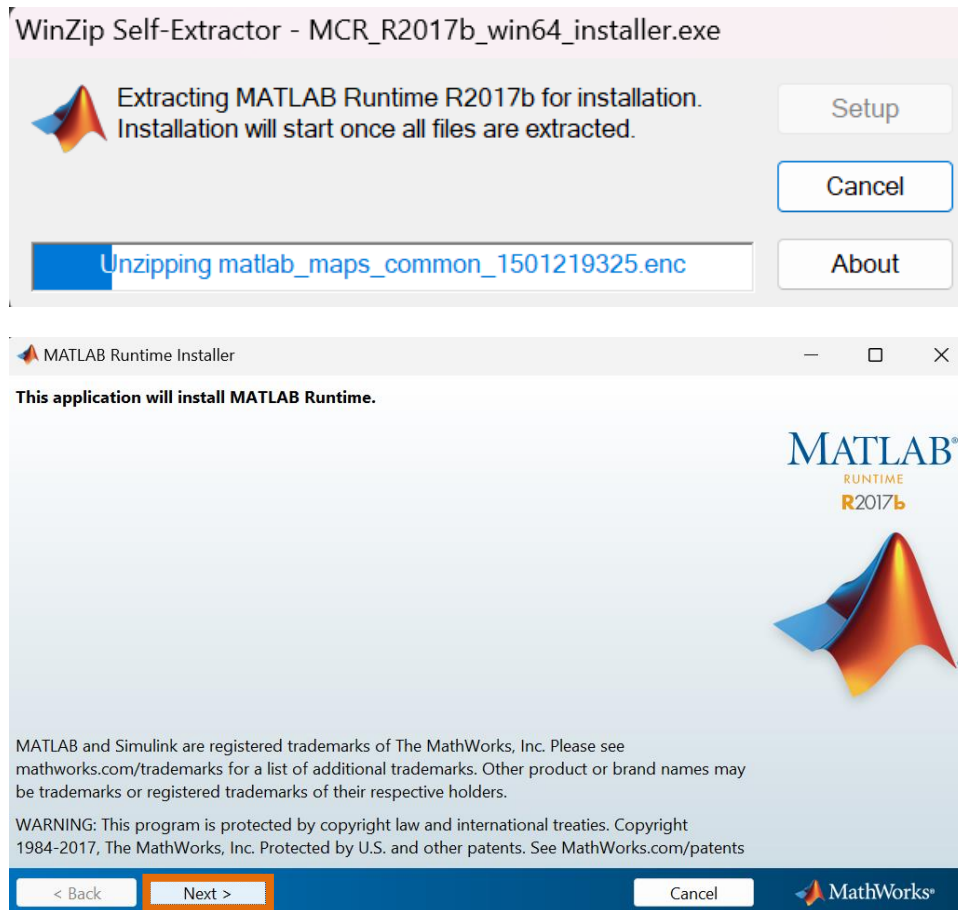 WinZip Self-Extractor - MCR_R2017b_win64_installer.exe
Extracting MATLAB Runtime R2017b for installation.
Installation will start once all files are extracted.
Setup
Cancel
Unzipping matlab_maps_common_1501219325.enc
About
MATLAB Runtime Installer
This application will install MATLAB Runtime.
MATLAB®
RUNTIME
R2017b
MATLAB and Simulink are registered trademarks of The MathWorks, Inc. Please see
mathworks.com/trademarks for a list of additional trademarks. Other product or brand names may
be trademarks or registered trademarks of their respective holders.
WARNING: This program is protected by copyright law and international treaties. Copyright
1984-2017, The MathWorks, Inc. Protected by U.S. and other patents. See MathWorks.com/patents
< Back
Next >
Cancel
MathWorks®